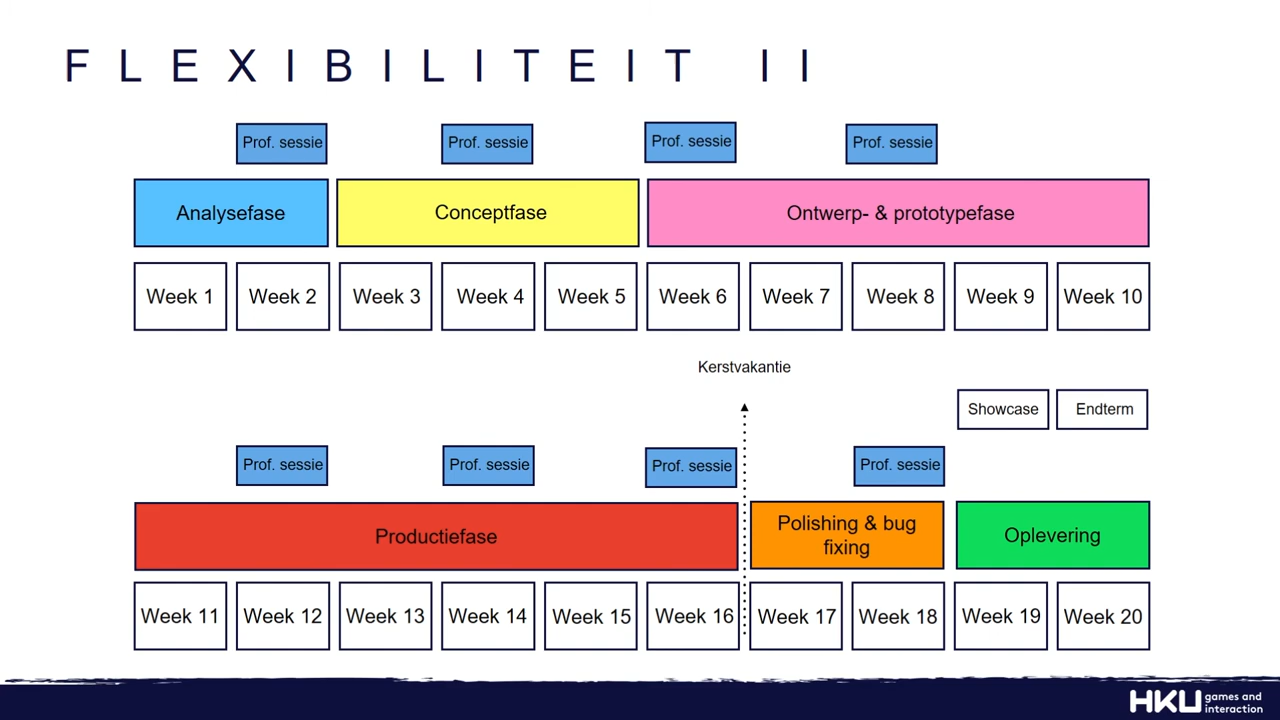 FLEXIBILITEIT II
Prof. sessie
Prof. sessie
Prof. sessie
Prof. sessie
Analysefase
Conceptfase
Ontwerp- & prototypefase
Week 1
Week 2
Week 3
Week 4
Week 5
Week 6
Week 7
Week 8
Week 9
Week 10
Kerstvakantie
Showcase
Endterm
Prof. sessie
Prof. sessie
Prof. sessie
Prof. sessie
Productiefase
Polishing & bug
fixing
Oplevering
Week 11
Week 12
Week 13
Week 14
Week 15
Week 16
Week 17
Week 18
Week 19
Week 20
HKU
games and
interaction